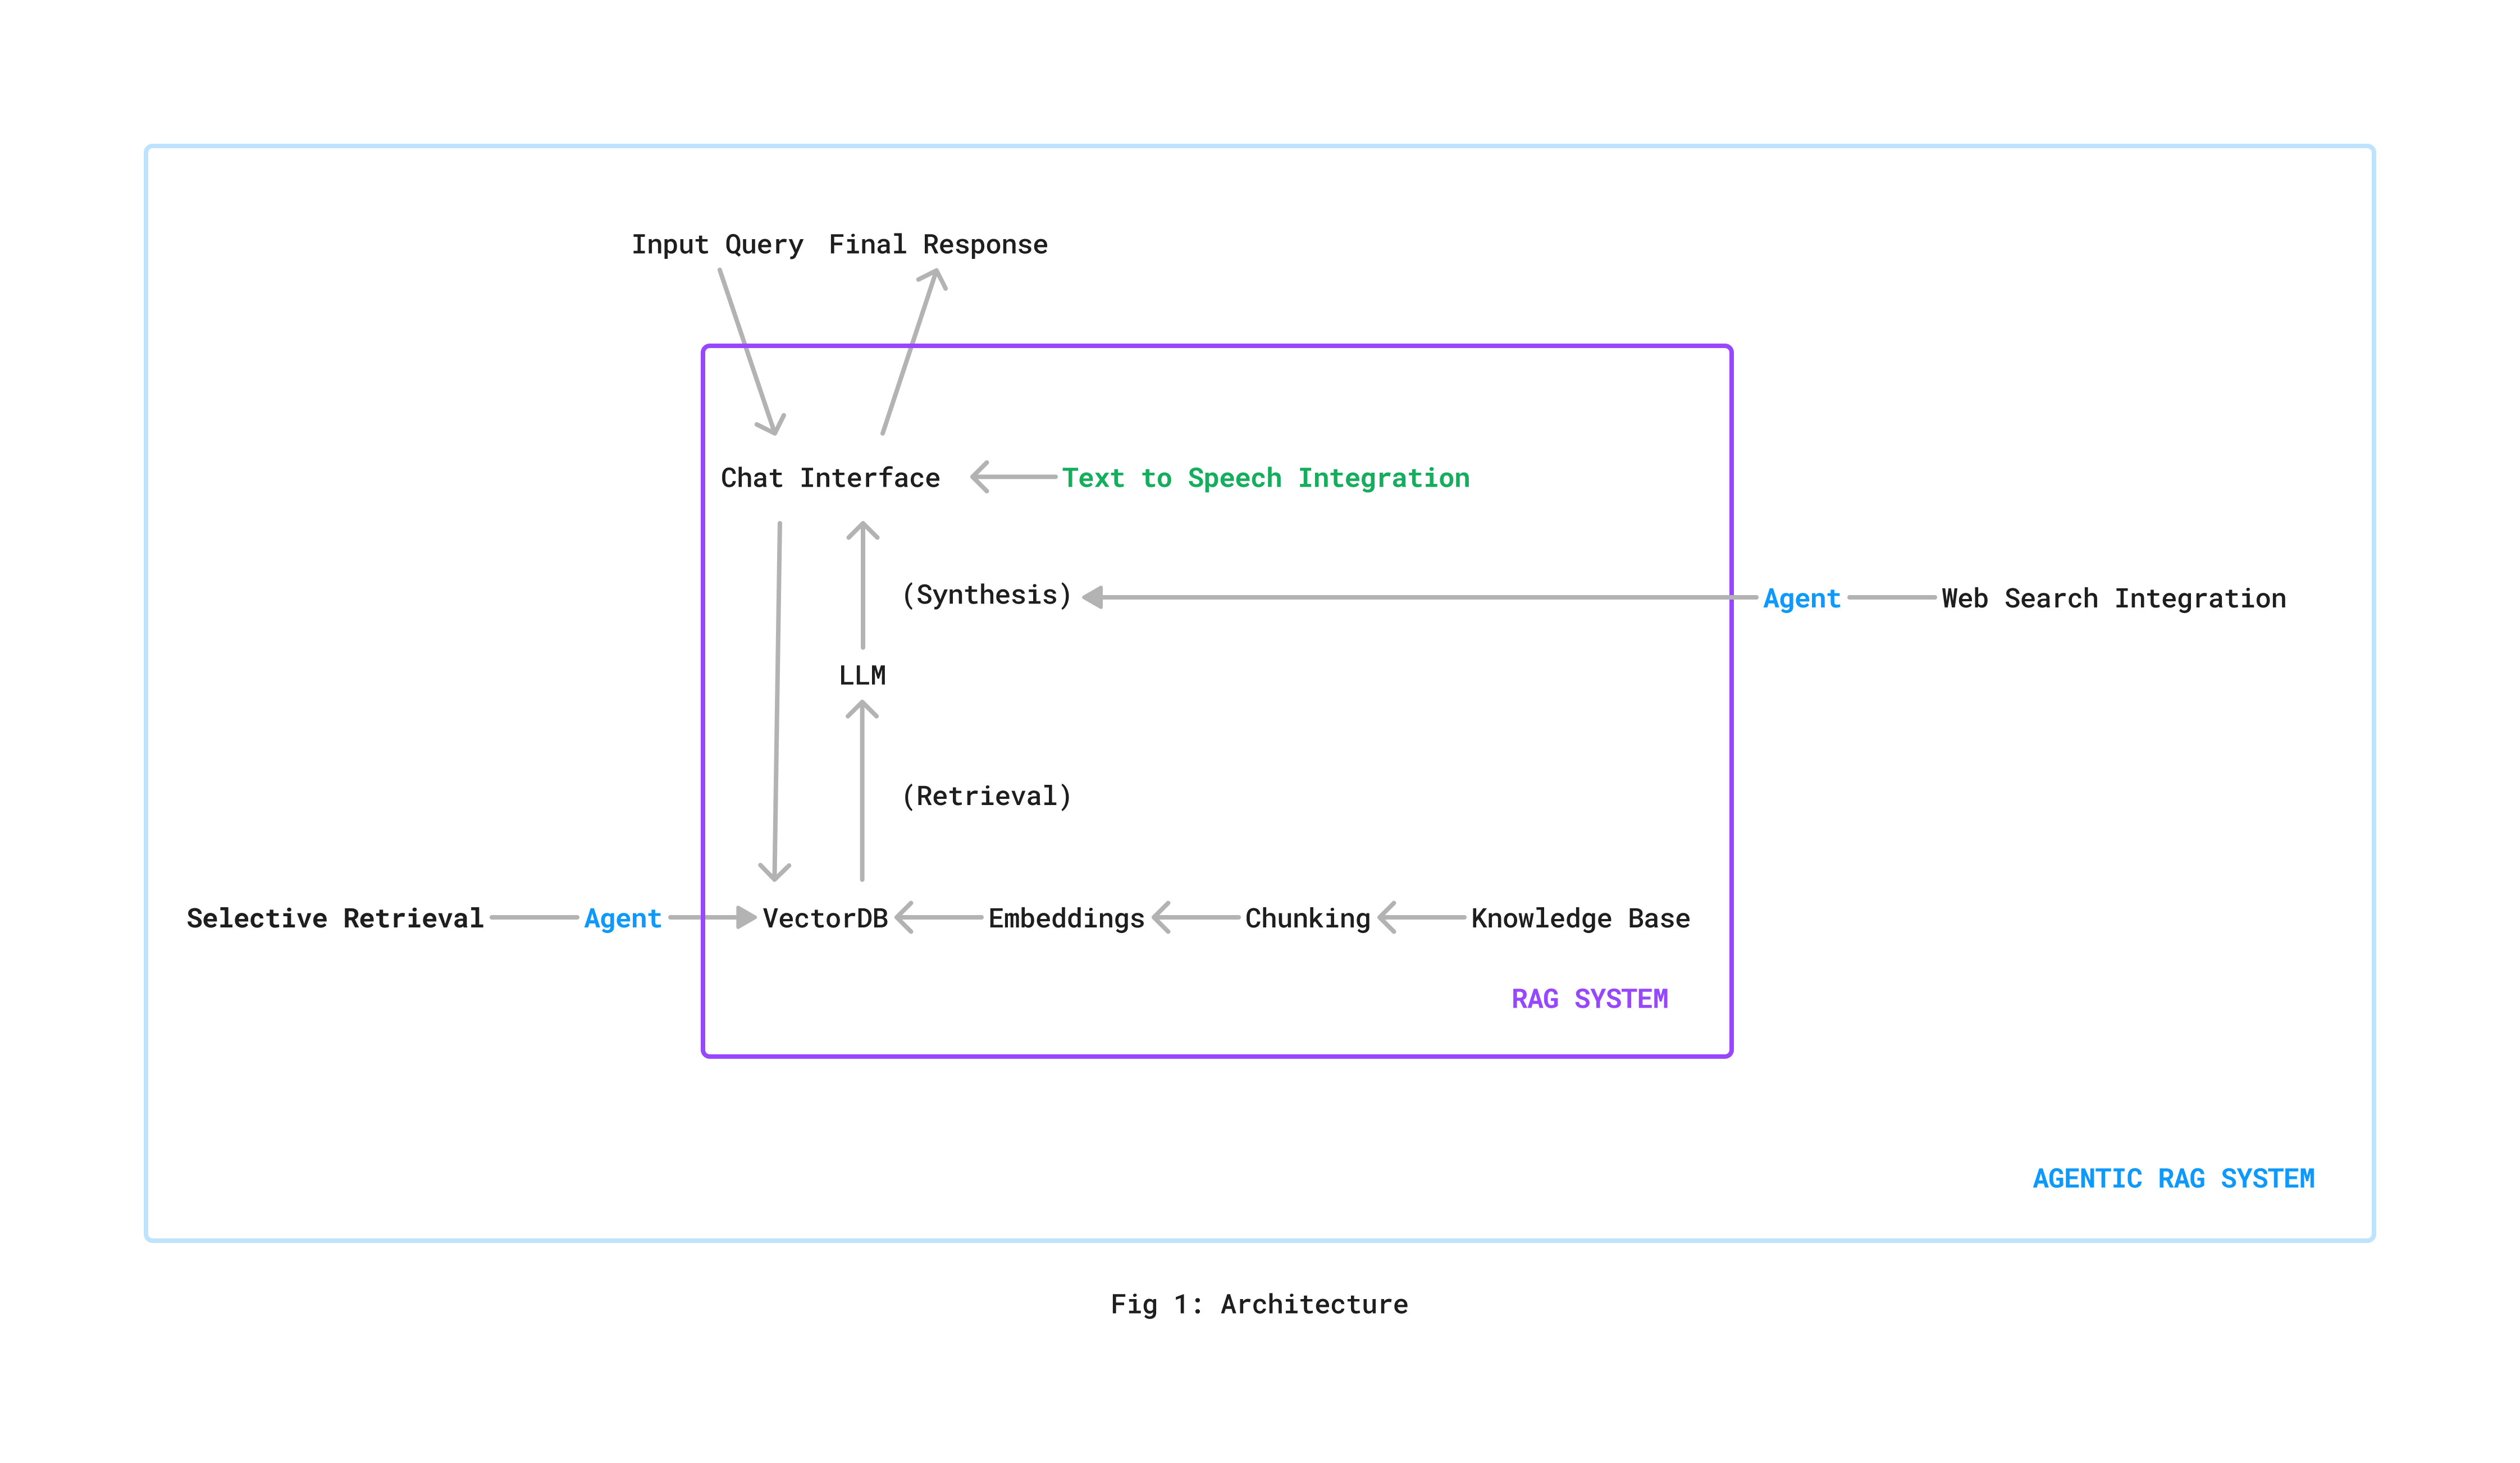 Input Query Final Response
Chat Interface Text to Speech Integration
(Synthesis) Agent Web Search Integration
LLM
(Retrieval)
Selective Retrieval Agent VectorDB Embeddings Chunking Knowledge Base
RAG SYSTEM
AGENTIC RAG SYSTEM
Fig 1: Architecture